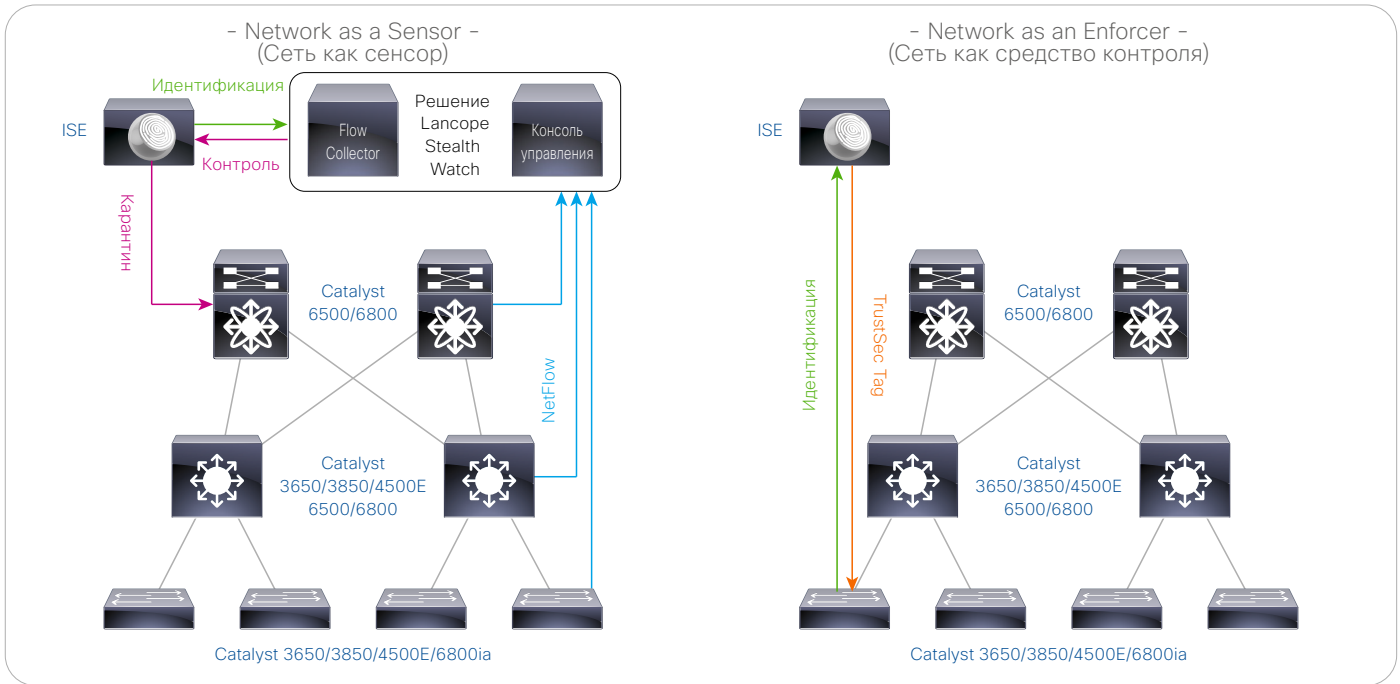 - Network as a Sensor -
(Сеть как сенсор)
Идентификация
ISE
Контроль
Карантин
Flow
Collector
Решение
Lancope
Stealth
Watch
Консоль
управления
Catalyst
6500/6800
NetFlow
Catalyst
3650/3850/4500E
6500/6800
Catalyst 3650/3850/4500E/6800ia
- Network as an Enforcer -
(Сеть как средство контроля)
ISE
Идентификация
TrustSec Tag
Catalyst
6500/6800
Catalyst
3650/3850/4500E
6500/6800
Catalyst 3650/3850/4500E/6800ia